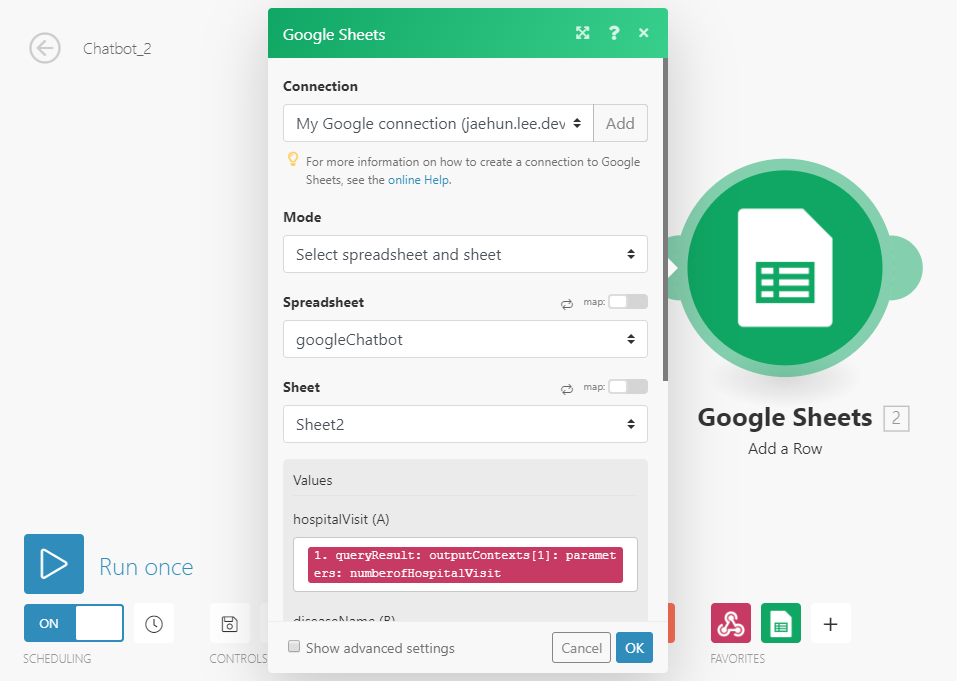 Chatbot_2
Google Sheets
?
Connection
My Google connection (jaehun.lee.dev
Add
For more information on how to create a connection to Google
Sheets, see the online Help.
Mode
Select spreadsheet and sheet
Spreadsheet
map:
googleChatbot
Sheet
map:
Sheet2
Values
hospitalVisit (A)
1. queryResult: outputContexts[1]: paramet
ers: numberofHospitalVisit
diseaseName (B)
Show advanced settings
Cancel
OK
Google Sheets 2
Add a Row
Run once
ON
SCHEDULING
CONTROLS
FAVORITES